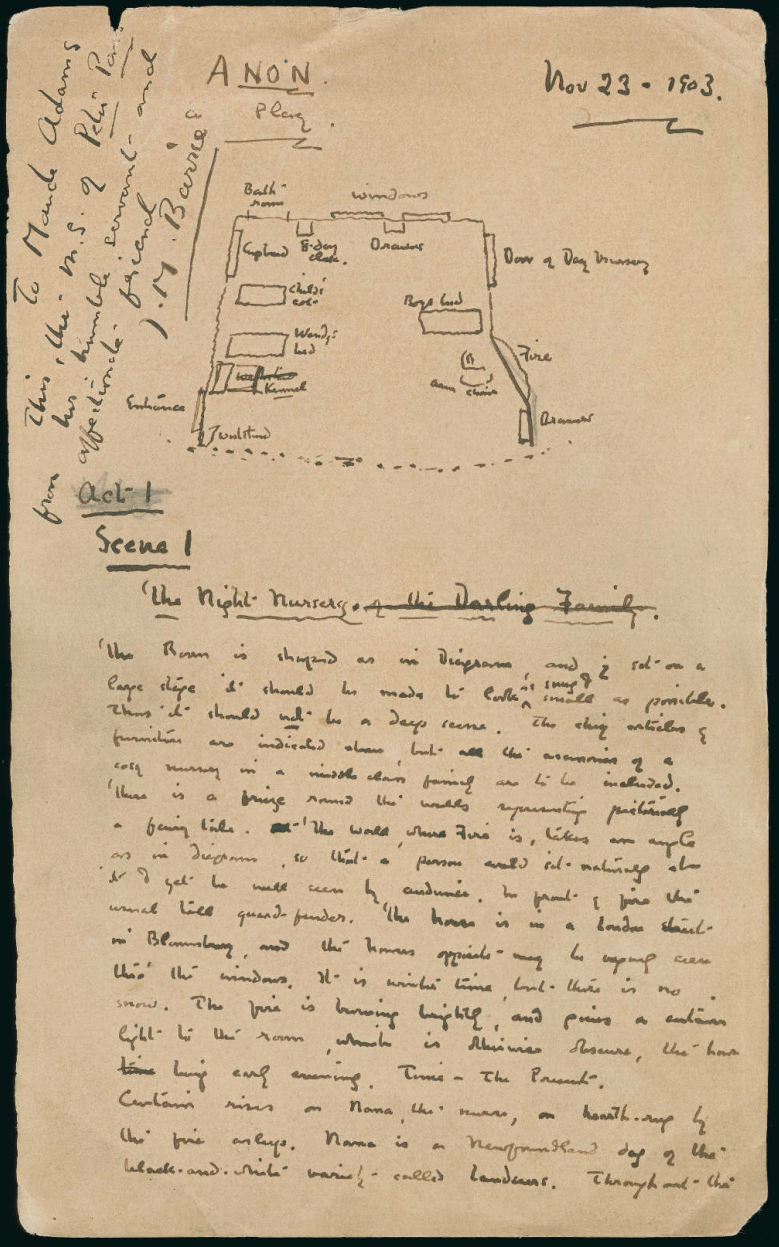 To Maude Adams
This, the M.S. of Peter Pan
from her humble servant and
affectionate friend
J. M. Barrie
ANON.
a
Play.
Nov 23 - 1903.
Bath-
room
windows
Cupboard
8-day
clock.
Drawers
Door of Day Nursery
Child's
cot
Boys bed
Wendy's
bed
Fire
arm chair
Kennel
Entrance
Drawers
Act 1
Scene 1
The Night Nursery, of the Darling Family.
The Room is shaped as in Diagram, and if set on a
large stage it should be made to look as snug & small as possible.
Thus it should not be a deep scene. The chief articles of
furniture are indicated above, but all the accessories of a
cosy nursery in a middle class family are to be included.
There is a frieze round the walls representing pictorially
a fairy tale. The wall, where Fire is, takes an angle
as in diagram, so that a person could sit naturally at
it & yet be well seen by audience. In front of fire the
usual tall guard-fender. The house is in a London street
in Bloomsbury, and the houses opposite may be vaguely seen
thro' the windows. It is winter time, but there is no
snow. The fire is burning brightly, and gives a certain
light to the room, which is otherwise obscure, the hour
time being early evening. Time - The Present.
Curtain rises on Nana, the nurse, on hearth-rug by
the fire asleep. Nana is a Newfoundland dog of the
black-and-white variety called Landseer. Throughout the